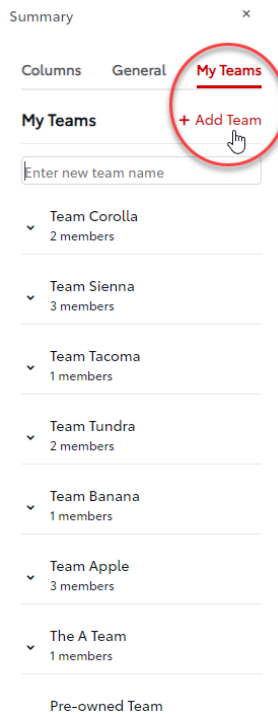 Summary ×
Columns General My Teams
My Teams + Add Team
Enter new team name
Team Corolla
2 members
Team Sienna
3 members
Team Tacoma
1 members
Team Tundra
2 members
Team Banana
1 members
Team Apple
3 members
The A Team
1 members
Pre-owned Team